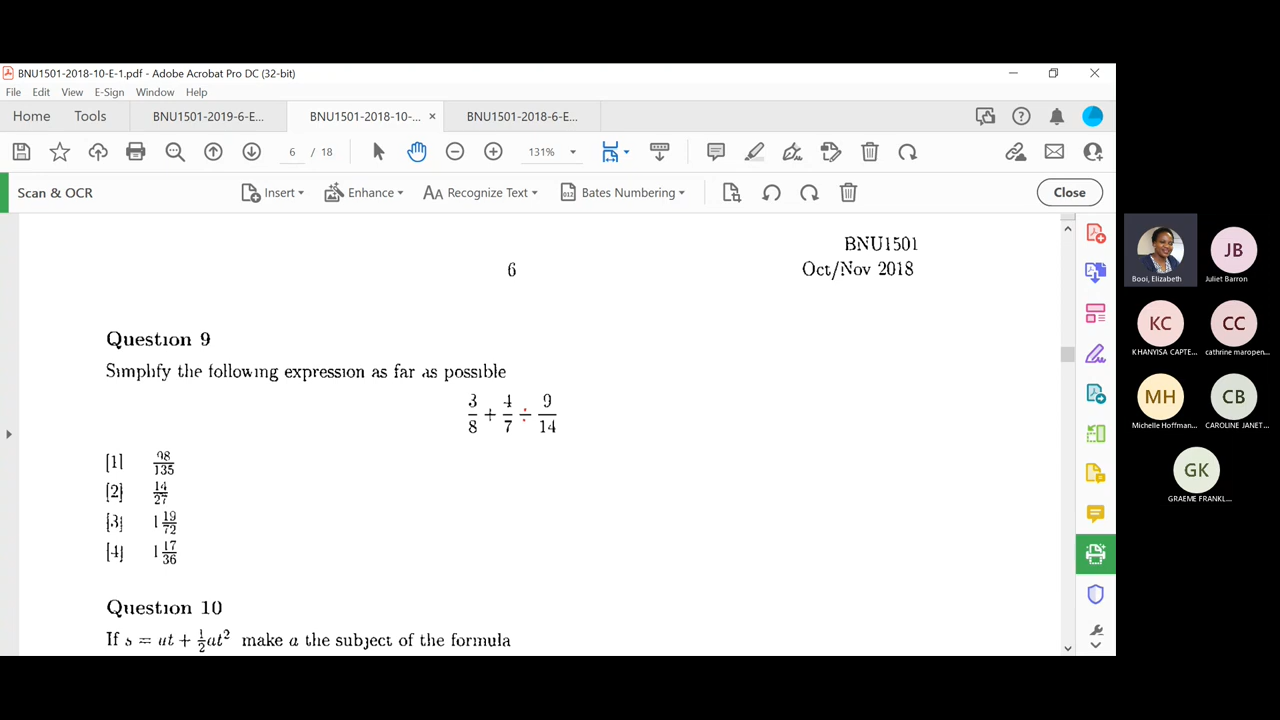 BNU1501-2018-10-E-1.pdf - Adobe Acrobat Pro DC (32-bit)
File Edit View E-Sign Window Help
Home Tools BNU1501-2019-6-E... BNU1501-2018-10-... × BNU1501-2018-6-E...
6 / 18 131%
Scan & OCR Insert Enhance Recognize Text Bates Numbering Close
BNU1501
6 Oct/Nov 2018
Question 9
Simplify the following expression as far as possible
3/8 + 4/7 ÷ 9/14
[1] 98/135
[2] 14/27
[3] 1 19/72
[4] 1 17/36
Question 10
If s = ut + 1/2 at² make a the subject of the formula
JB
Booi, Elizabeth Juliet Barron
KC CC
KHANYISA CAPTE... cathrine maropen...
MH CB
Michelle Hoffman... CAROLINE JANET...
GK
GRAEME FRANKL...